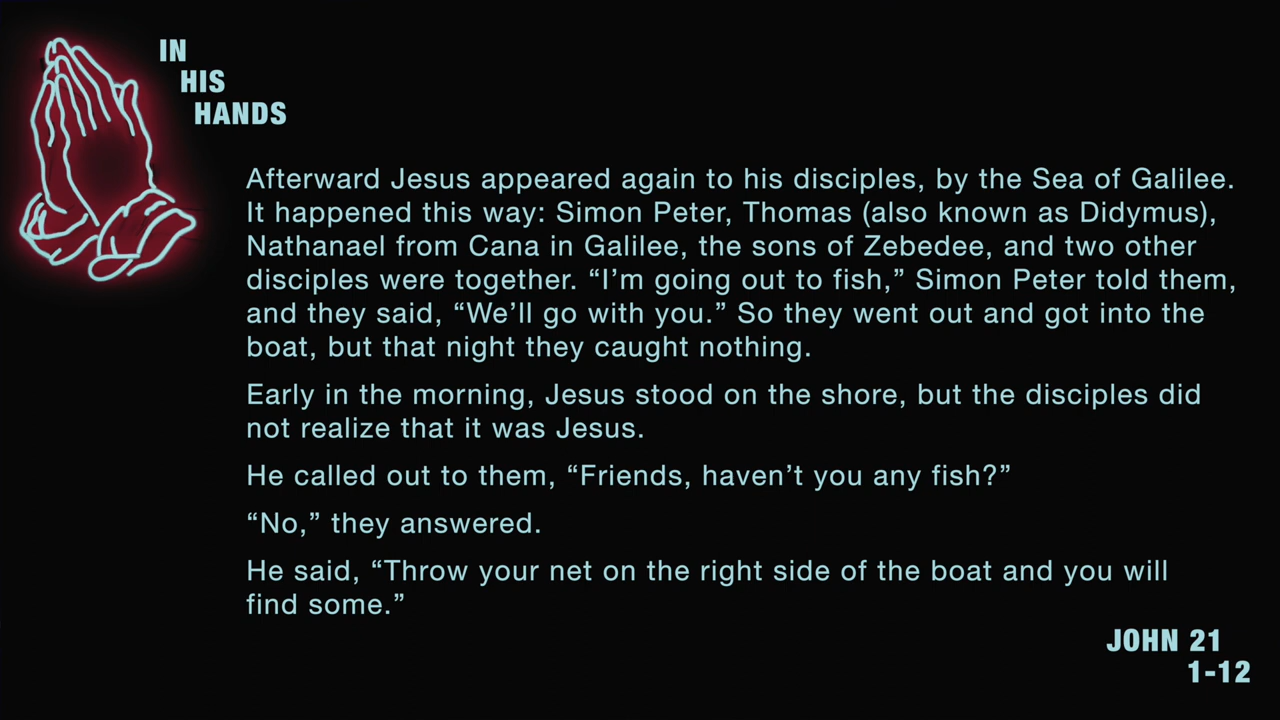 IN
HIS
HANDS
Afterward Jesus appeared again to his disciples, by the Sea of Galilee.
It happened this way: Simon Peter, Thomas (also known as Didymus),
Nathanael from Cana in Galilee, the sons of Zebedee, and two other
disciples were together. “I’m going out to fish,” Simon Peter told them,
and they said, “We’ll go with you.” So they went out and got into the
boat, but that night they caught nothing.
Early in the morning, Jesus stood on the shore, but the disciples did
not realize that it was Jesus.
He called out to them, “Friends, haven’t you any fish?”
“No,” they answered.
He said, “Throw your net on the right side of the boat and you will
find some.”
JOHN 21
1-12